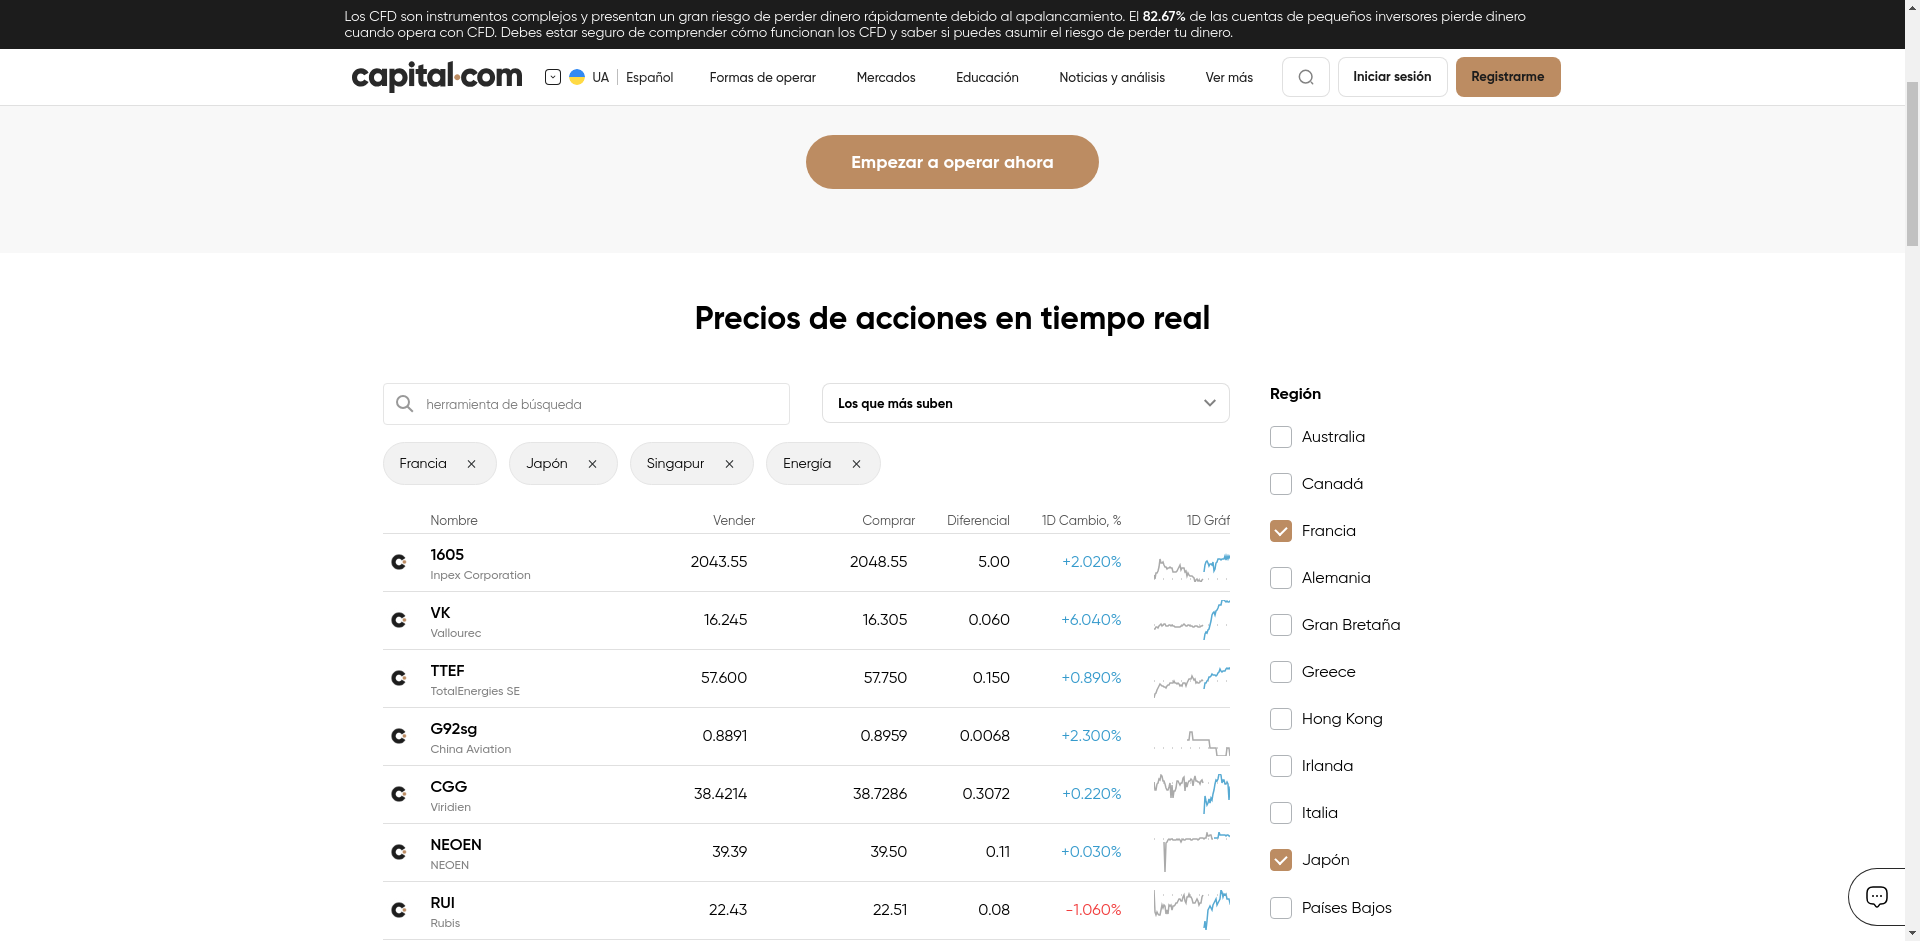 Los CFD son instrumentos complejos y presentan un gran riesgo de perder dinero rápidamente debido al apalancamiento. El 82.67% de las cuentas de pequeños inversores pierde dinero
cuando opera con CFD. Debes estar seguro de comprender cómo funcionan los CFD y saber si puedes asumir el riesgo de perder tu dinero.
capital.com UA Español Formas de operar Mercados Educación Noticias y análisis Ver más Iniciar sesión Registrarme
Empezar a operar ahora
Precios de acciones en tiempo real
herramienta de búsqueda
Los que más suben
Francia Japón Singapur Energía
Nombre Vender Comprar Diferencial 1D Cambio, % 1D Gráf
1605 2043.55 2048.55 5.00 +2.020%
Inpex Corporation
VK 16.245 16.305 0.060 +6.040%
Vallourec
TTEF 57.600 57.750 0.150 +0.890%
TotalEnergies SE
G92sg 0.8891 0.8959 0.0068 +2.300%
China Aviation
CGG 38.4214 38.7286 0.3072 +0.220%
Viridien
NEOEN 39.39 39.50 0.11 +0.030%
NEOEN
RUI 22.43 22.51 0.08 -1.060%
Rubis
Región
Australia
Canadá
Francia
Alemania
Gran Bretaña
Greece
Hong Kong
Irlanda
Italia
Japón
Países Bajos